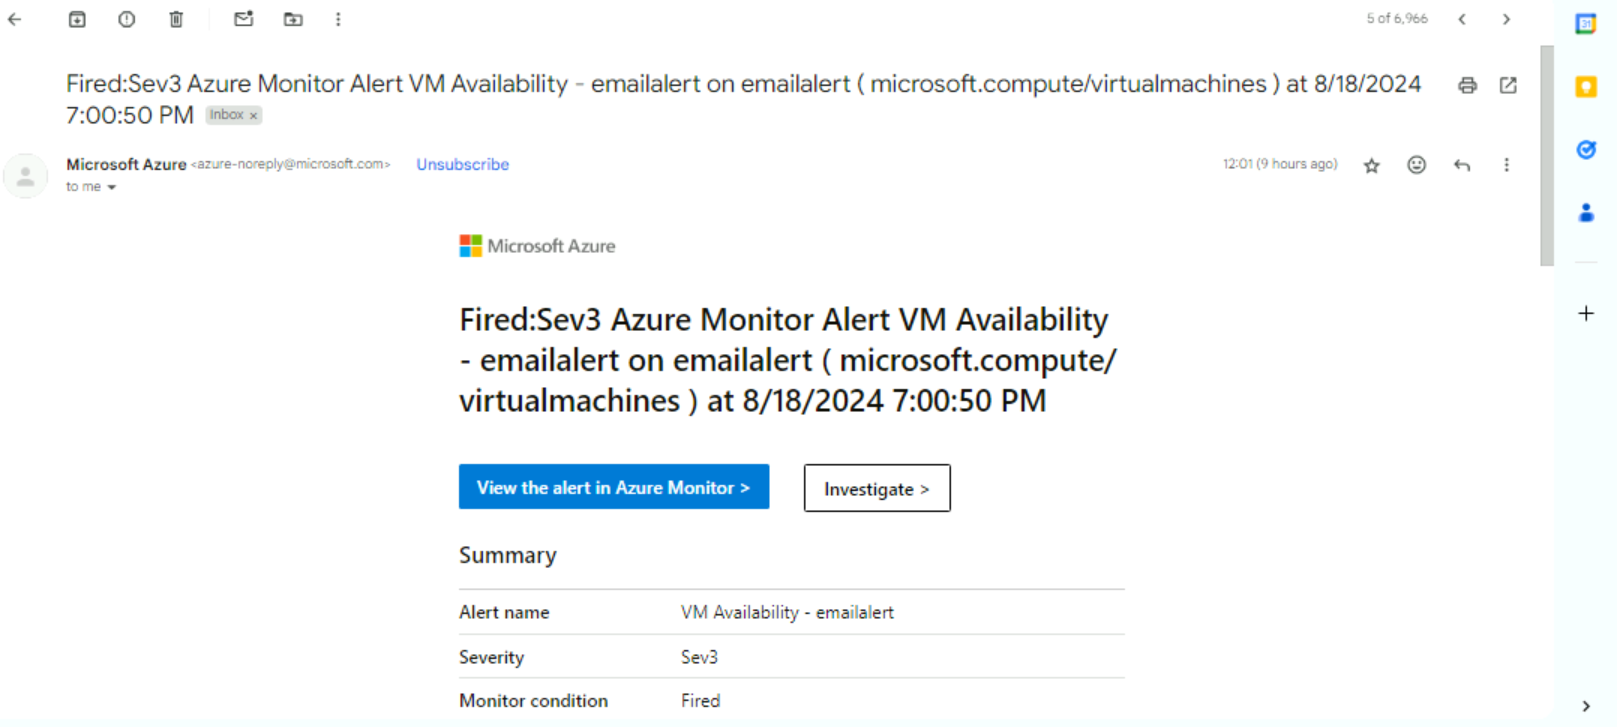 5 of 6,966
31
Fired:Sev3 Azure Monitor Alert VM Availability - emailalert on emailalert ( microsoft.compute/virtualmachines ) at 8/18/2024
7:00:50 PM Inbox x
Microsoft Azure <azure-noreply@microsoft.com> Unsubscribe 12:01 (9 hours ago)
to me
Microsoft Azure
Fired:Sev3 Azure Monitor Alert VM Availability
- emailalert on emailalert ( microsoft.compute/
virtualmachines ) at 8/18/2024 7:00:50 PM
View the alert in Azure Monitor > Investigate >
Summary
Alert name VM Availability - emailalert
Severity Sev3
Monitor condition Fired